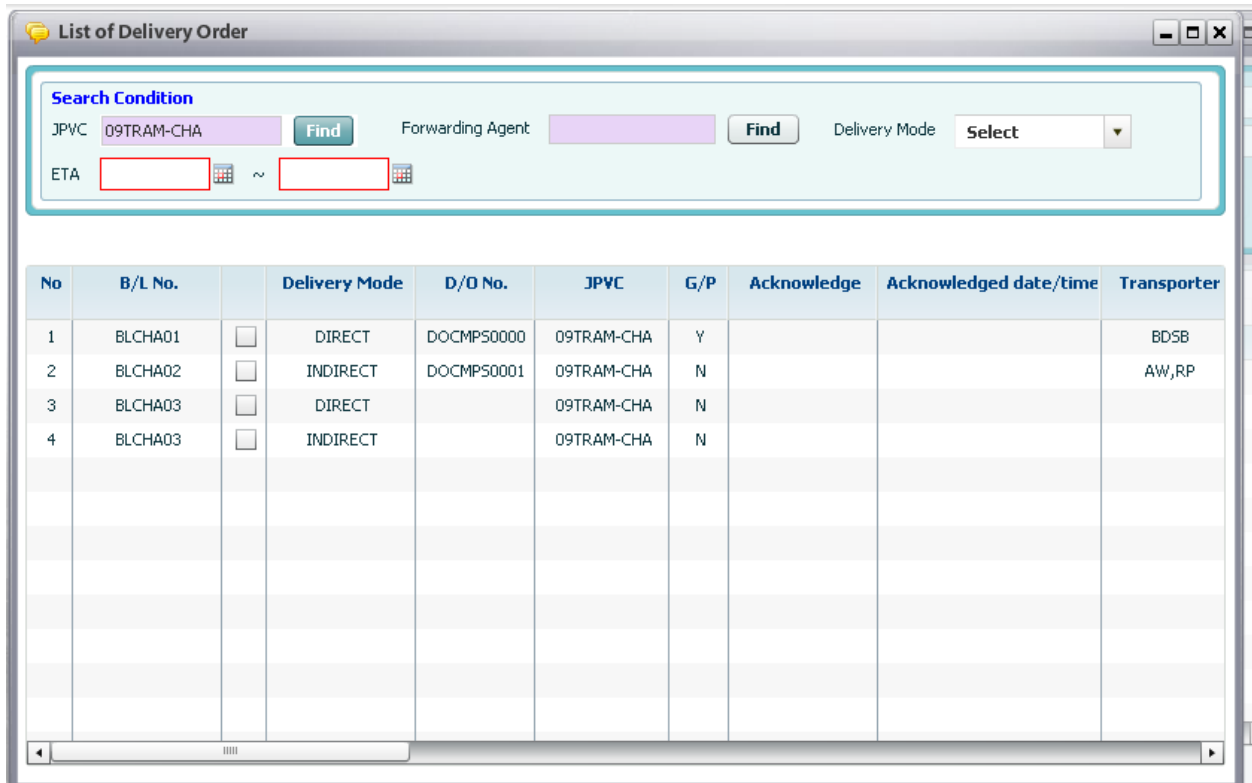 List of Delivery Order
Search Condition
JPVC 09TRAM-CHA Find Forwarding Agent Find Delivery Mode Select
ETA ~
No B/L No. Delivery Mode D/O No. JPVC G/P Acknowledge Acknowledged date/time Transporter
1 BLCHA01 DIRECT DOCMPS0000 09TRAM-CHA Y BDSB
2 BLCHA02 INDIRECT DOCMPS0001 09TRAM-CHA N AW,RP
3 BLCHA03 DIRECT 09TRAM-CHA N
4 BLCHA03 INDIRECT 09TRAM-CHA N